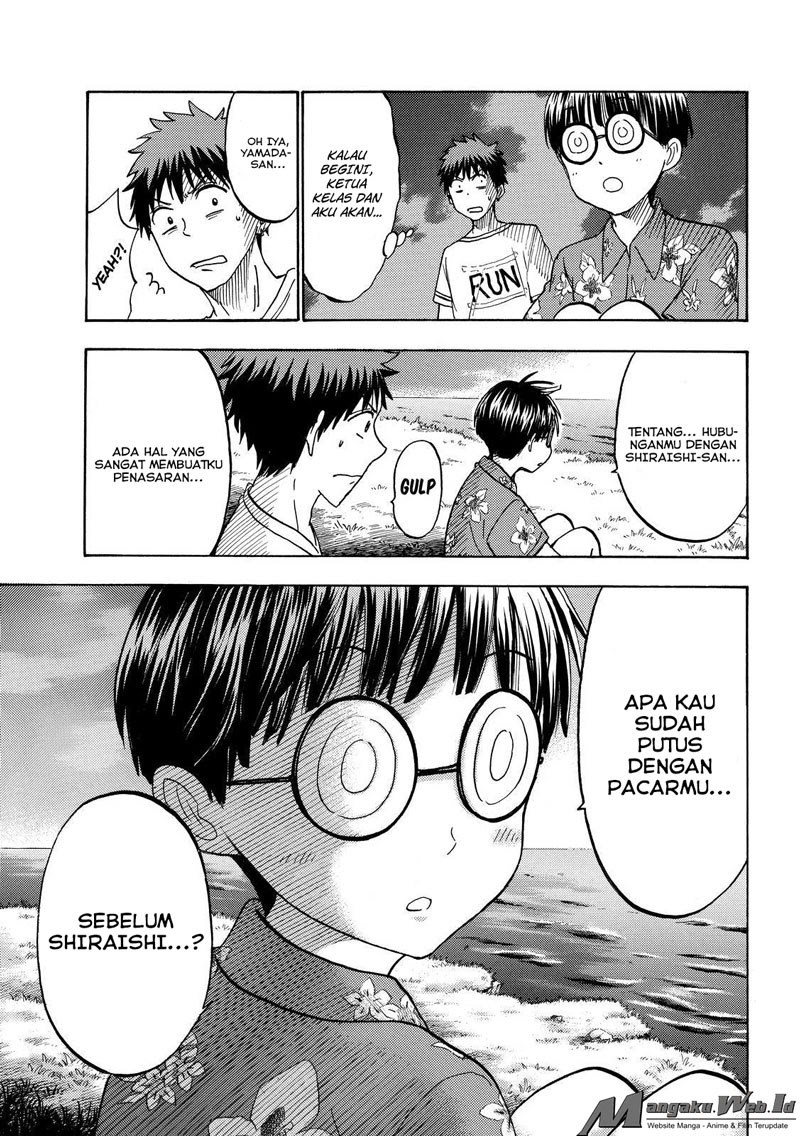 KALAU
BEGINI, KETUA
KELAS DAN
AKU AKAN...
RUN
OH IYA,
YAMADA-
SAN...
YEAH?!
TENTANG... HUBU-
NGANMU DENGAN
SHIRAISHI-SAN...
GULP
ADA HAL YANG
SANGAT MEMBUATKU
PENASARAN...
APA KAU
SUDAH
PUTUS
DENGAN
PACARMU...
SEBELUM
SHIRAISHI...?
Mangaku.Web.Id
Website Manga - Anime & Film Terupdate